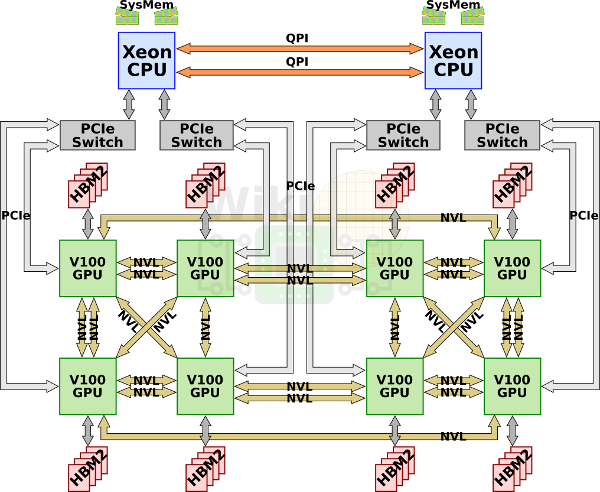 SysMem
SysMem
Xeon
CPU
QPI
QPI
Xeon
CPU
PCIe
Switch
PCIe
Switch
PCIe
Switch
PCIe
Switch
HBM2
HBM2
HBM2
HBM2
PCIe
PCIe
PCIe
Wiki
NVL
V100
GPU
NVL
NVL
V100
GPU
NVL
NVL
V100
GPU
NVL
NVL
V100
GPU
NVL
NVL
NVL
NVL
NVL
NVL
NVL
NVL
NVL
NVL
V100
GPU
NVL
NVL
V100
GPU
NVL
NVL
V100
GPU
NVL
NVL
V100
GPU
NVL
HBM2
HBM2
HBM2
HBM2